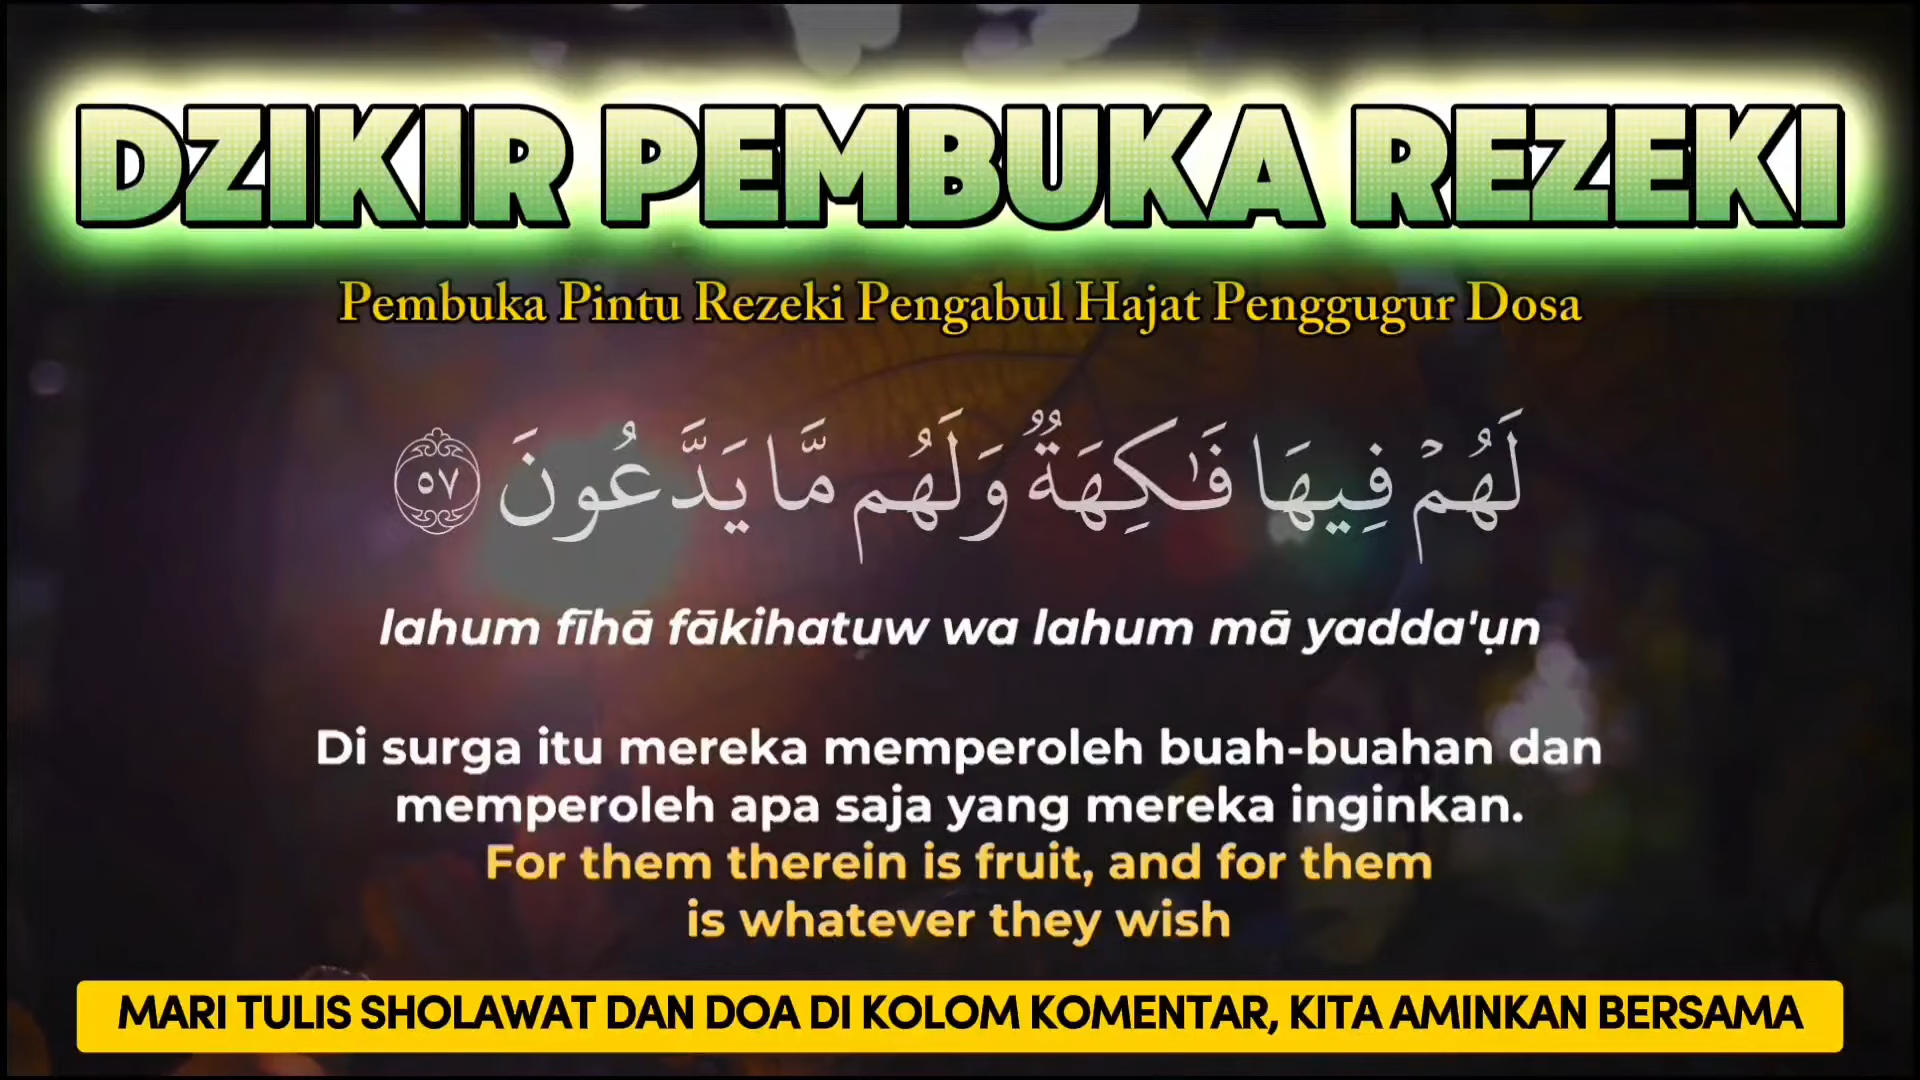 DZIKIR PEMBUKA REZEKI
Pembuka Pintu Rezeki Pengabul Hajat Penggugur Dosa
لَهُمْ فِيهَا فَـٰكِهَةٌ وَلَهُم مَّا يَدَّعُونَ ٥٧
lahum fīhā fākihatuw wa lahum mā yadda'ụn
Di surga itu mereka memperoleh buah-buahan dan
memperoleh apa saja yang mereka inginkan.
For them therein is fruit, and for them
is whatever they wish
MARI TULIS SHOLAWAT DAN DOA DI KOLOM KOMENTAR, KITA AMINKAN BERSAMA